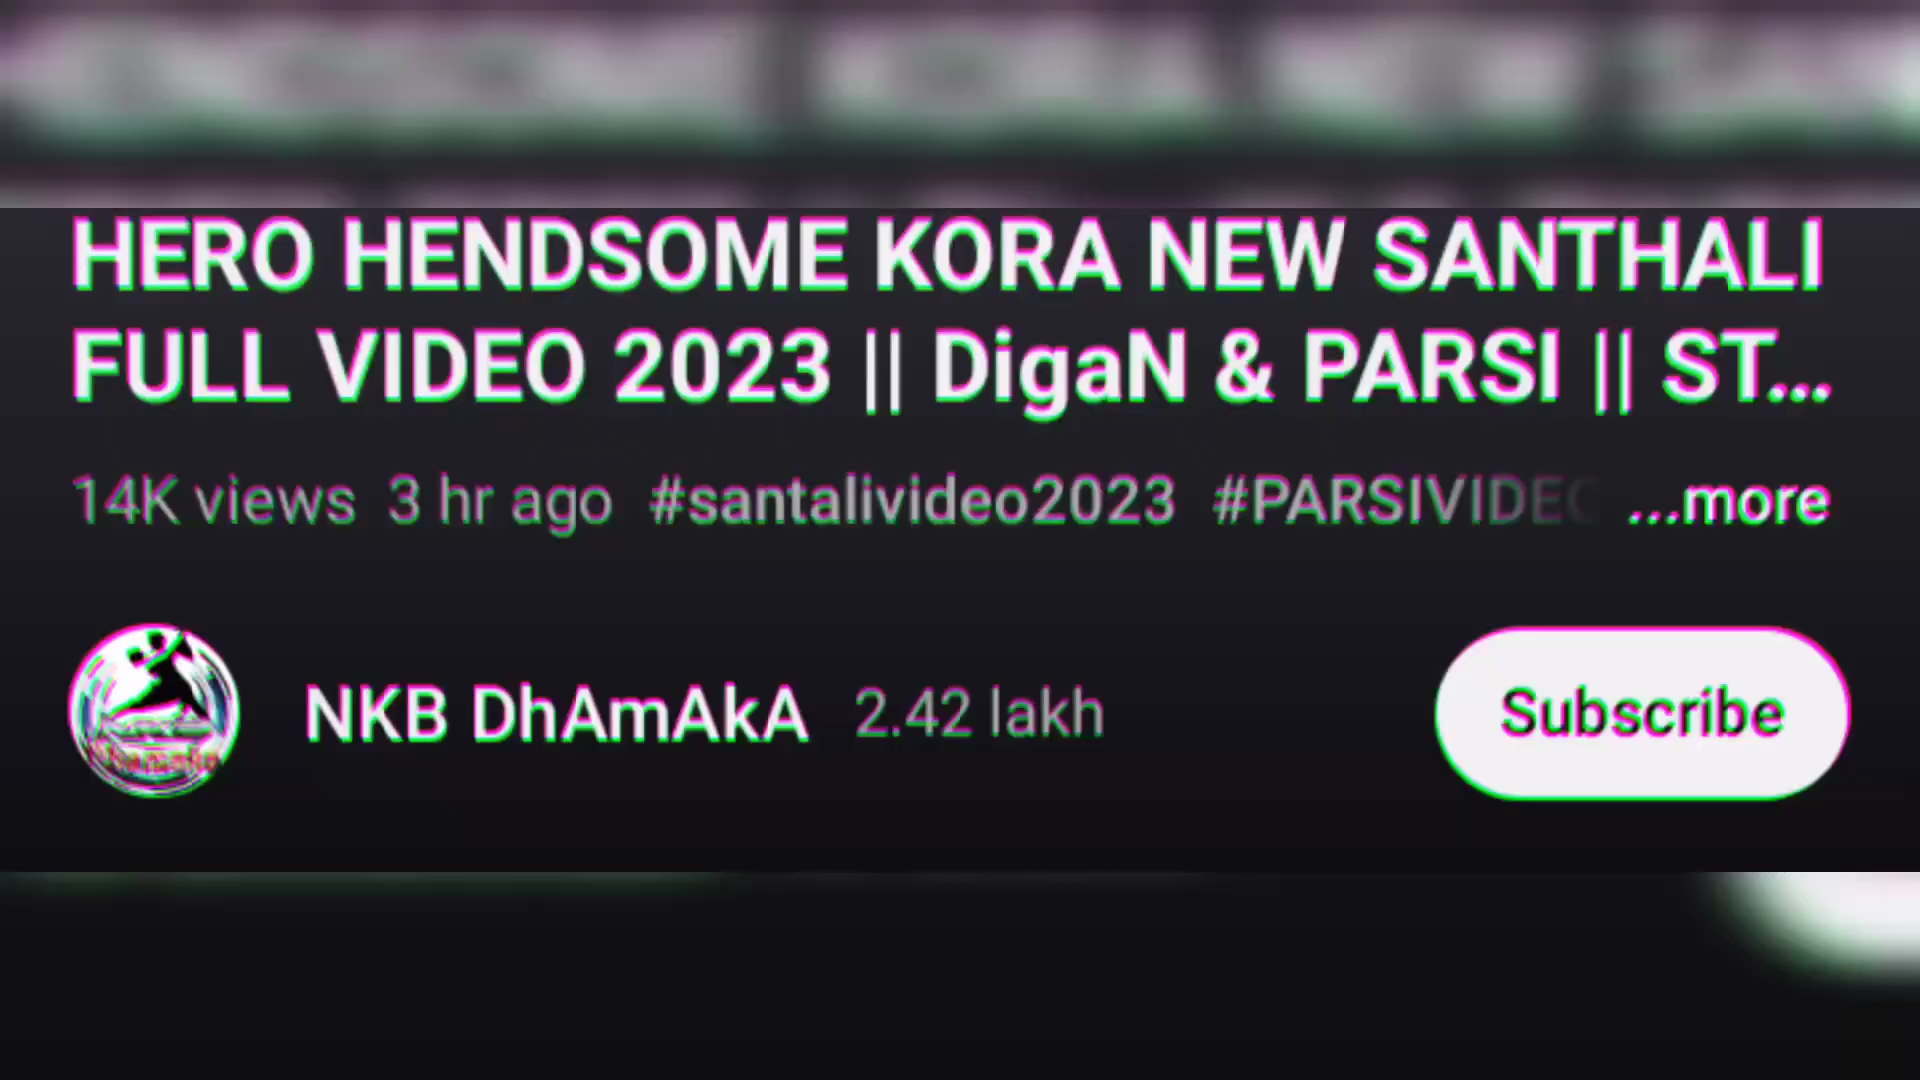 HERO HENDSOME KORA NEW SANTHALI
FULL VIDEO 2023 || DigaN & PARSI || ST...
14K views 3 hr ago #santalivideo2023 #PARSIVIDEO ...more
NKB DhAmAkA 2.42 lakh
Subscribe